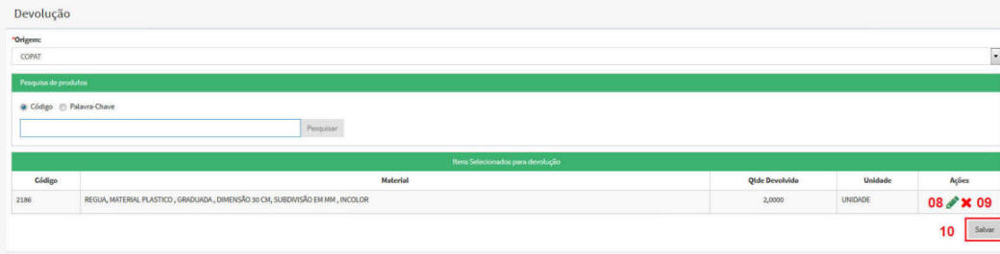 Devolução
*Origem:
COPAT
Pesquisa de produtos
Código Palavra-Chave
Pesquisar
Itens Selecionados para devolução
Código Material Qtde Devolvida Unidade Ações
2186 REGUA, MATERIAL PLASTICO , GRADUADA , DIMENSÃO 30 CM, SUBDIVISÃO EM MM , INCOLOR 2,0000 UNIDADE 08 09
10 Salvar